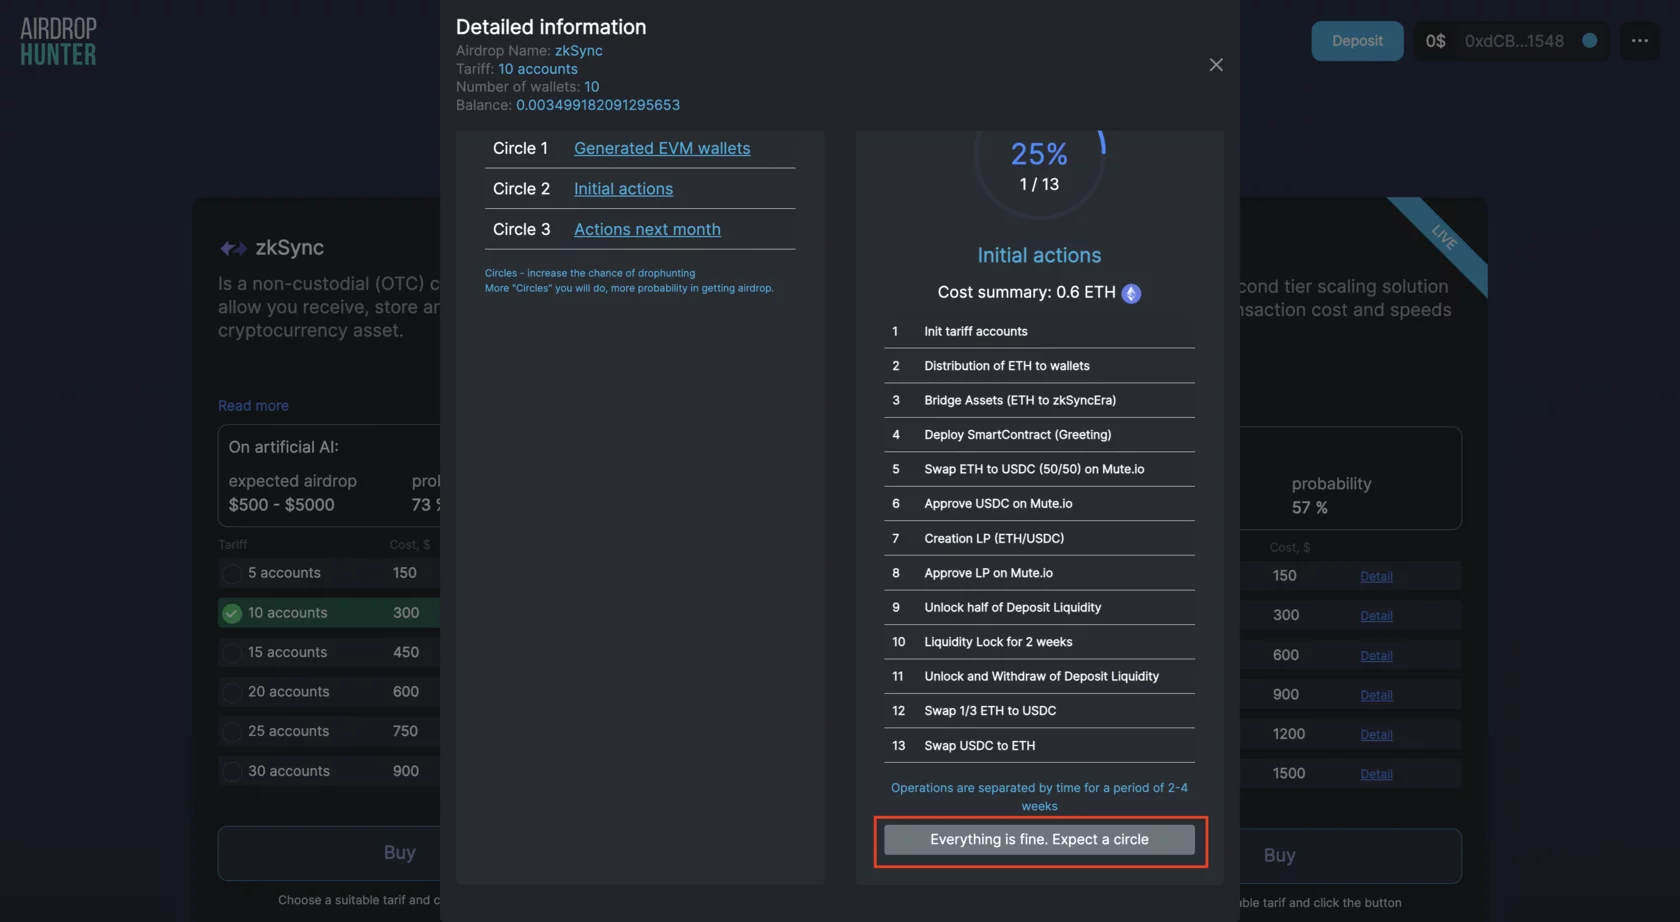 AIRDROP
HUNTER
Deposit
0$ 0xdCB...1548
Detailed information
Airdrop Name: zkSync
Tariff: 10 accounts
Number of wallets: 10
Balance: 0.003499182091295653
Circle 1 Generated EVM wallets
Circle 2 Initial actions
Circle 3 Actions next month
Circles - increase the chance of drophunting
More "Circles" you will do, more probability in getting airdrop.
25%
1 / 13
Initial actions
Cost summary: 0.6 ETH
1 Init tariff accounts
2 Distribution of ETH to wallets
3 Bridge Assets (ETH to zkSyncEra)
4 Deploy SmartContract (Greeting)
5 Swap ETH to USDC (50/50) on Mute.io
6 Approve USDC on Mute.io
7 Creation LP (ETH/USDC)
8 Approve LP on Mute.io
9 Unlock half of Deposit Liquidity
10 Liquidity Lock for 2 weeks
11 Unlock and Withdraw of Deposit Liquidity
12 Swap 1/3 ETH to USDC
13 Swap USDC to ETH
Operations are separated by time for a period of 2-4
weeks
Everything is fine. Expect a circle
zkSync
Is a non-custodial (OTC) c
allow you receive, store ar
cryptocurrency asset.
Read more
On artificial AI:
expected airdrop
$500 - $5000
73
Tariff Cost, $
5 accounts 150
10 accounts 300
15 accounts 450
20 accounts 600
25 accounts 750
30 accounts 900
Buy
Choose a suitable tarif and c
LIVE
cond tier scaling solution
nsaction cost and speeds
probability
57 %
Cost, $
150 Detail
300 Detail
600 Detail
900 Detail
1200 Detail
1500 Detail
Buy
ble tarif and click the button